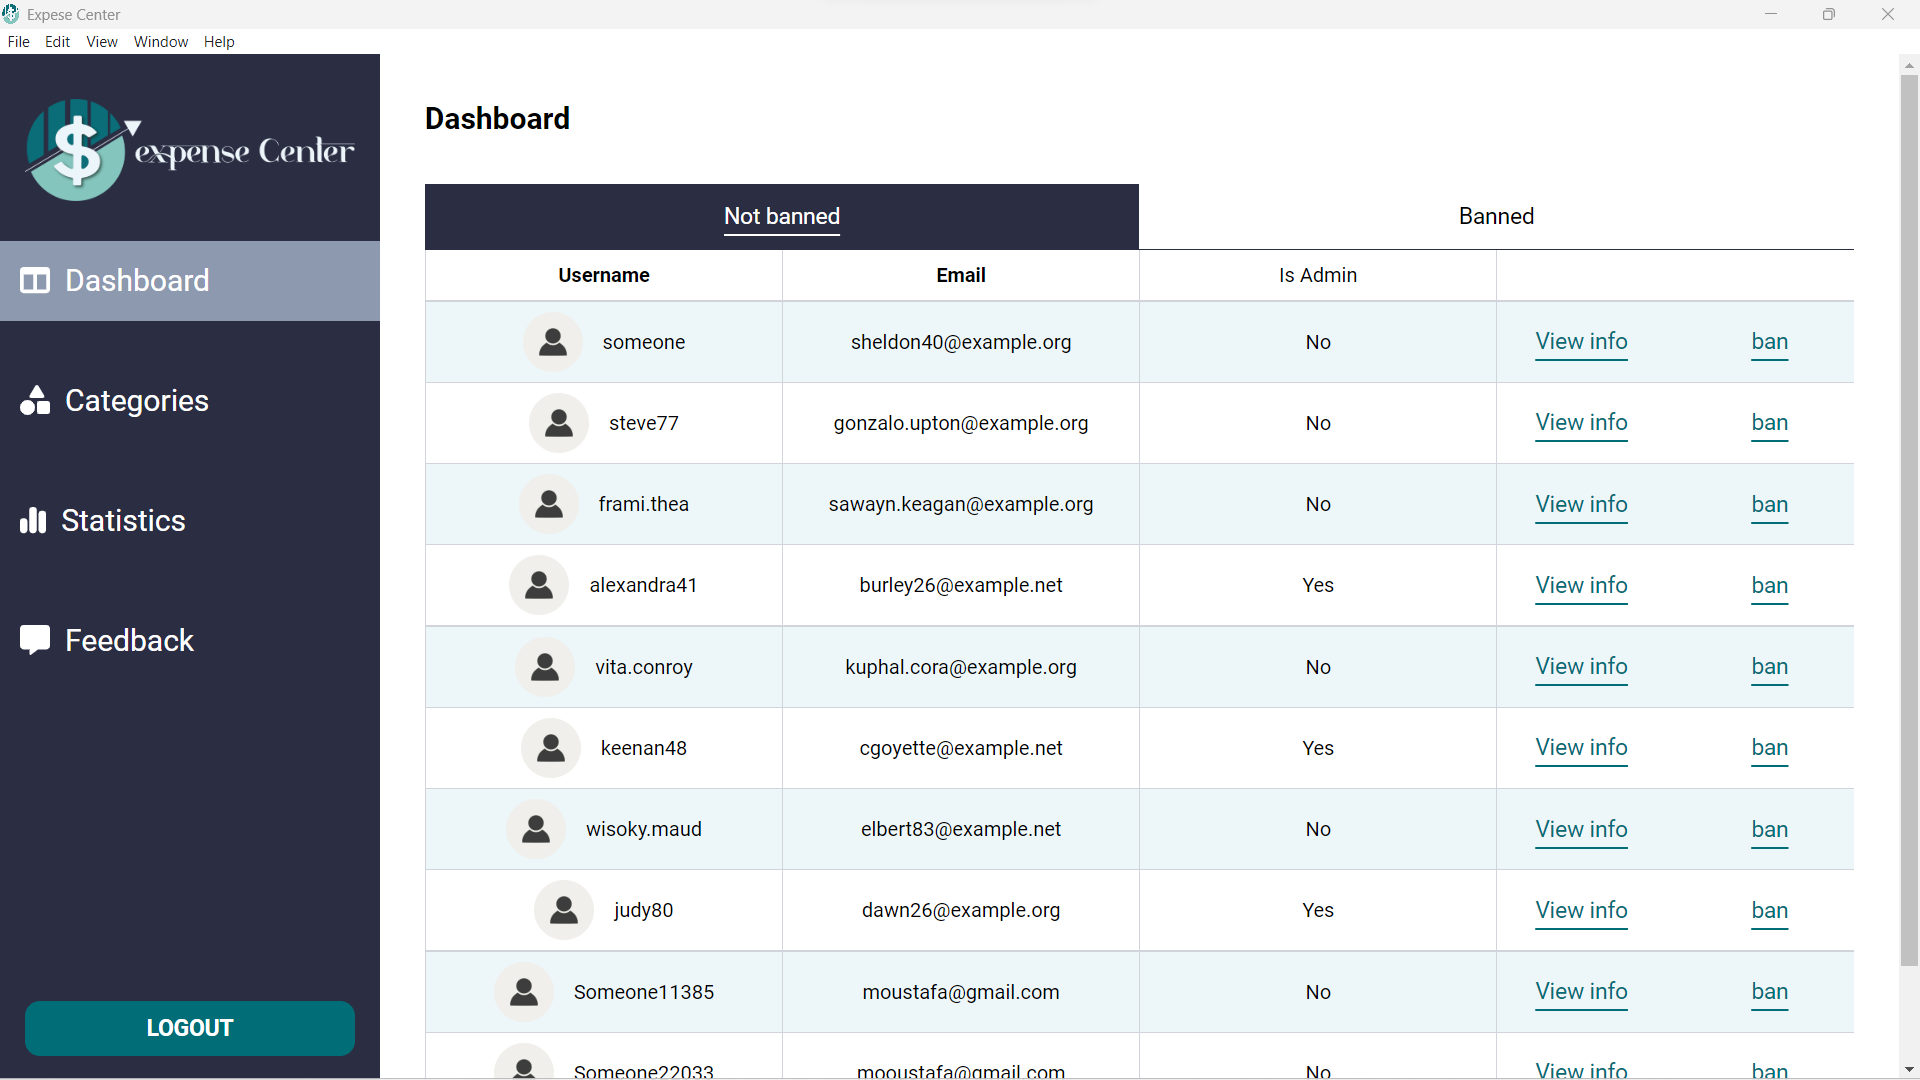 Expese Center
File Edit View Window Help
expense Center
Dashboard
Categories
Statistics
Feedback
LOGOUT
Dashboard
Not banned Banned
Username Email Is Admin
someone sheldon40@example.org No View info ban
steve77 gonzalo.upton@example.org No View info ban
frami.thea sawayn.keagan@example.org No View info ban
alexandra41 burley26@example.net Yes View info ban
vita.conroy kuphal.cora@example.org No View info ban
keenan48 cgoyette@example.net Yes View info ban
wisoky.maud elbert83@example.net No View info ban
judy80 dawn26@example.org Yes View info ban
Someone11385 moustafa@gmail.com No View info ban
Someone22033 mooustafa@gmail.com No View info ban